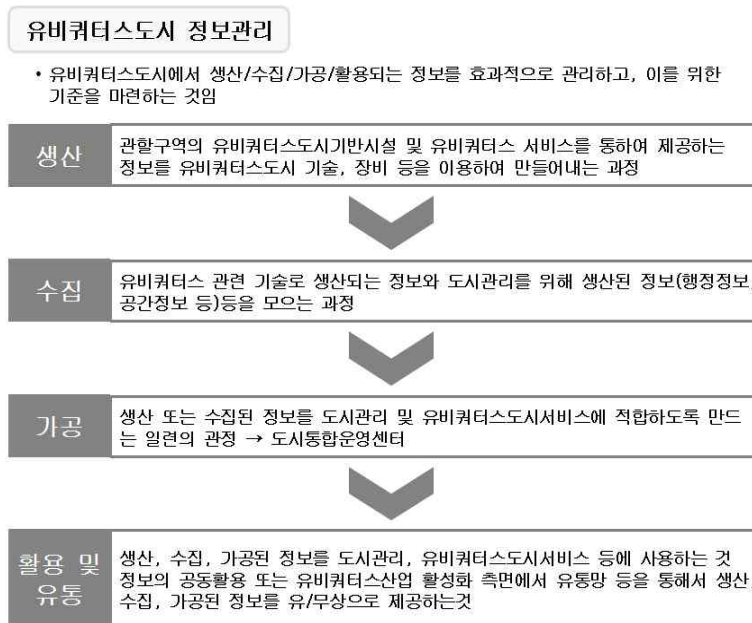 유비쿼터스도시 정보관리
• 유비쿼터스도시에서 생산/수집/가공/활용되는 정보를 효과적으로 관리하고, 이를 위한
기준을 마련하는 것임
생산
관할구역의 유비쿼터스도시기반시설 및 유비쿼터스 서비스를 통하여 제공하는
정보를 유비쿼터스도시 기술, 장비 등을 이용하여 만들어내는 과정
수집
유비쿼터스 관련 기술로 생산되는 정보와 도시관리를 위해 생산된 정보(행정정보,
공간정보 등)등을 모으는 과정
가공
생산 또는 수집된 정보를 도시관리 및 유비쿼터스도시서비스에 적합하도록 만드
는 일련의 관정 → 도시통합운영센터
활용 및
유통
생산, 수집, 가공된 정보를 도시관리, 유비쿼터스도시서비스 등에 사용하는 것
정보의 공동활용 또는 유비쿼터스산업 활성화 측면에서 유통망 등을 통해서 생산,
수집, 가공된 정보를 유/무상으로 제공하는것